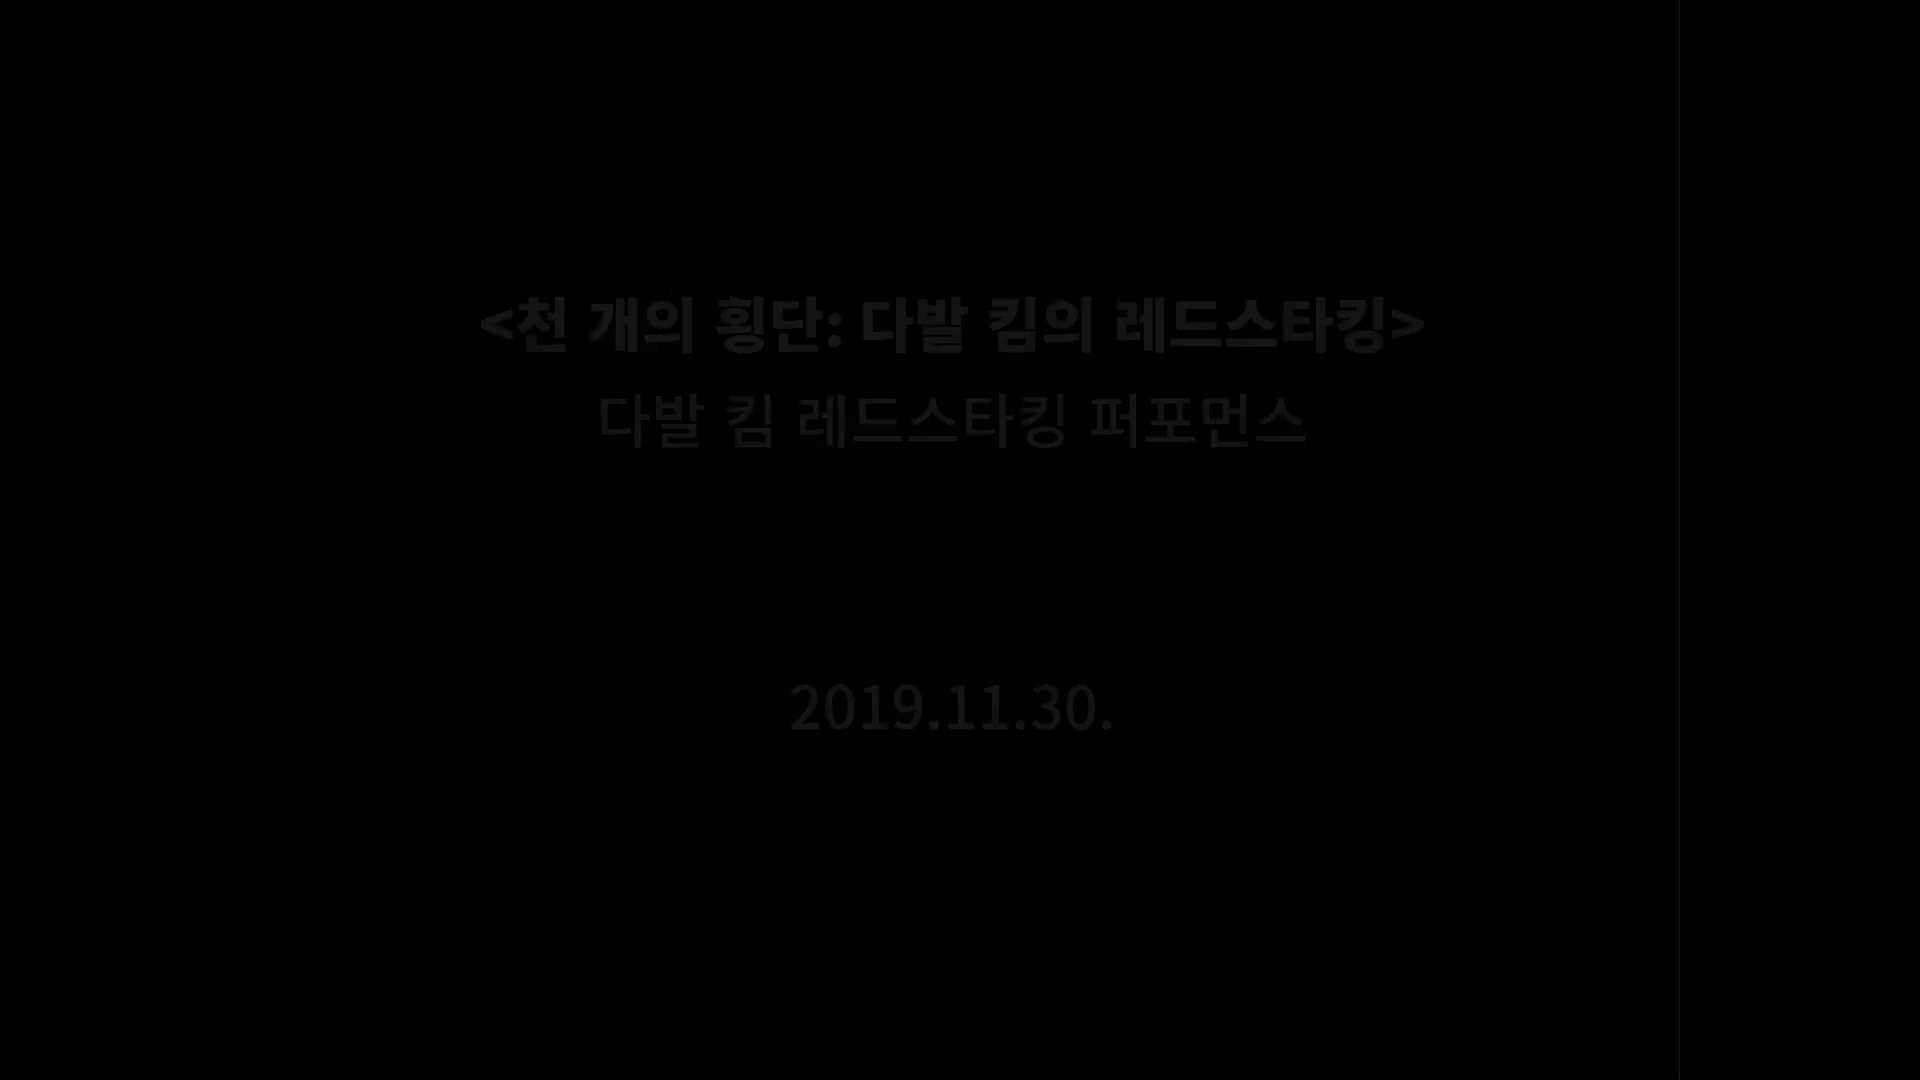 <천 개의 횡단: 다발 킴의 레드스타킹>
다발 킴 레드스타킹 퍼포먼스
2019.11.30.